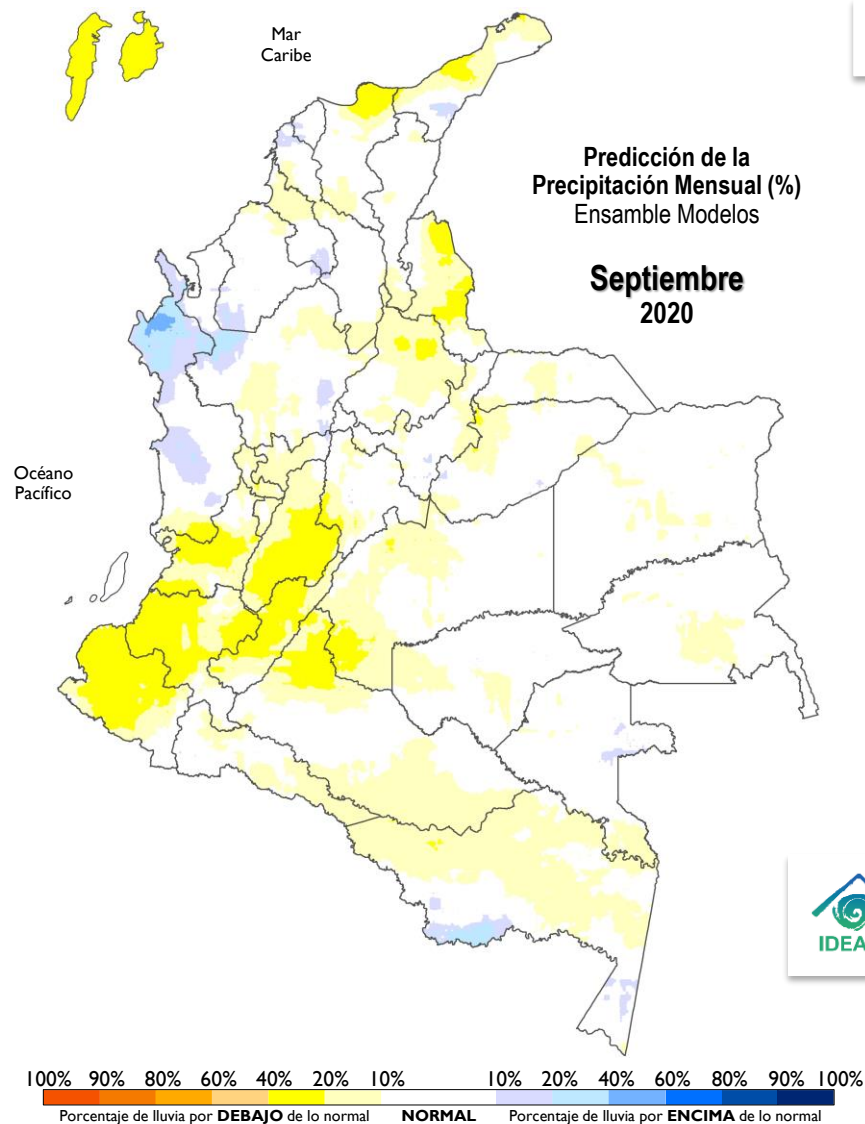 Mar
Caribe
Predicción de la
Precipitación Mensual (%)
Ensamble Modelos
Septiembre
2020
Océano
Pacífico
100% 90% 80% 60% 40% 20% 10% 10% 20% 40% 60% 80% 90% 100%
Porcentaje de lluvia por DEBAJO de lo normal NORMAL Porcentaje de lluvia por ENCIMA de lo normal